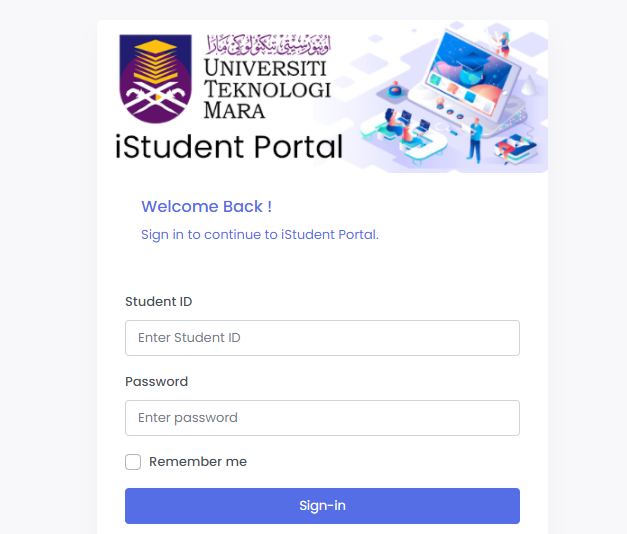 اونيۏرسيتي تيكنولوڬي مارا
UNIVERSITI
TEKNOLOGI
MARA
iStudent Portal
Welcome Back !
Sign in to continue to iStudent Portal.
Student ID
Enter Student ID
Password
Enter password
Remember me
Sign-in